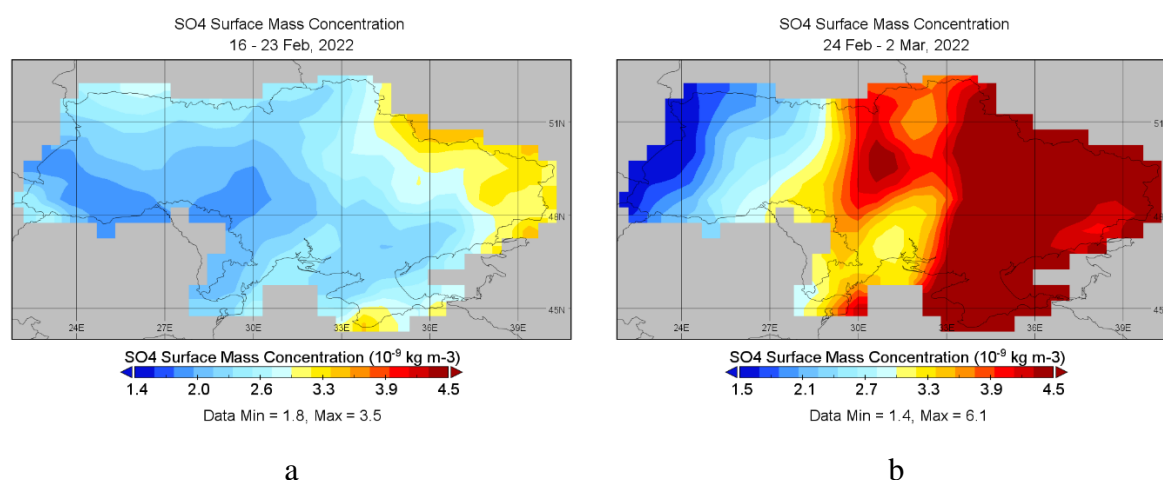 SO4 Surface Mass Concentration
16 - 23 Feb, 2022
51N
48N
45N
24E 27E 30E 33E 36E 39E
SO4 Surface Mass Concentration (10⁻⁹ kg m-3)
1.4 2.0 2.6 3.3 3.9 4.5
Data Min = 1.8, Max = 3.5
a
SO4 Surface Mass Concentration
24 Feb - 2 Mar, 2022
51N
48N
45N
24E 27E 30E 33E 36E 39E
SO4 Surface Mass Concentration (10⁻⁹ kg m-3)
1.5 2.1 2.7 3.3 3.9 4.5
Data Min = 1.4, Max = 6.1
b